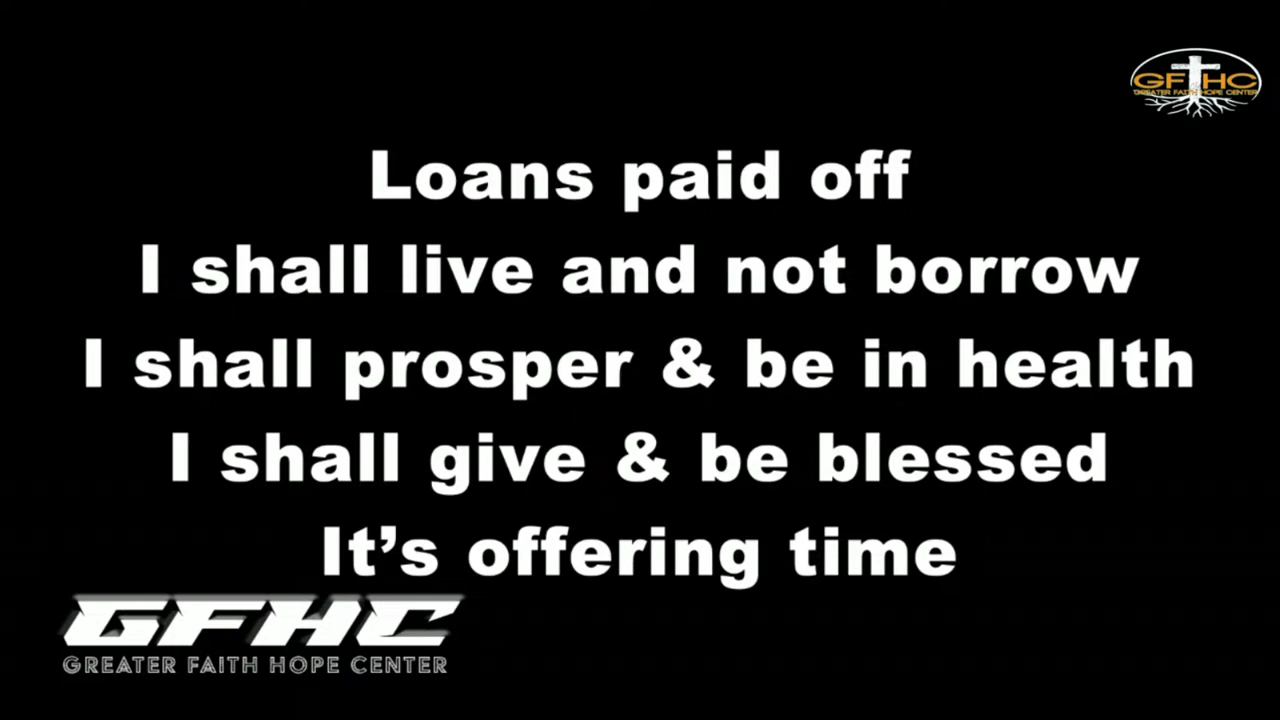 GFHC
GREATER FAITH HOPE CENTER
Loans paid off
I shall live and not borrow
I shall prosper & be in health
I shall give & be blessed
It’s offering time
GFHC
GREATER FAITH HOPE CENTER